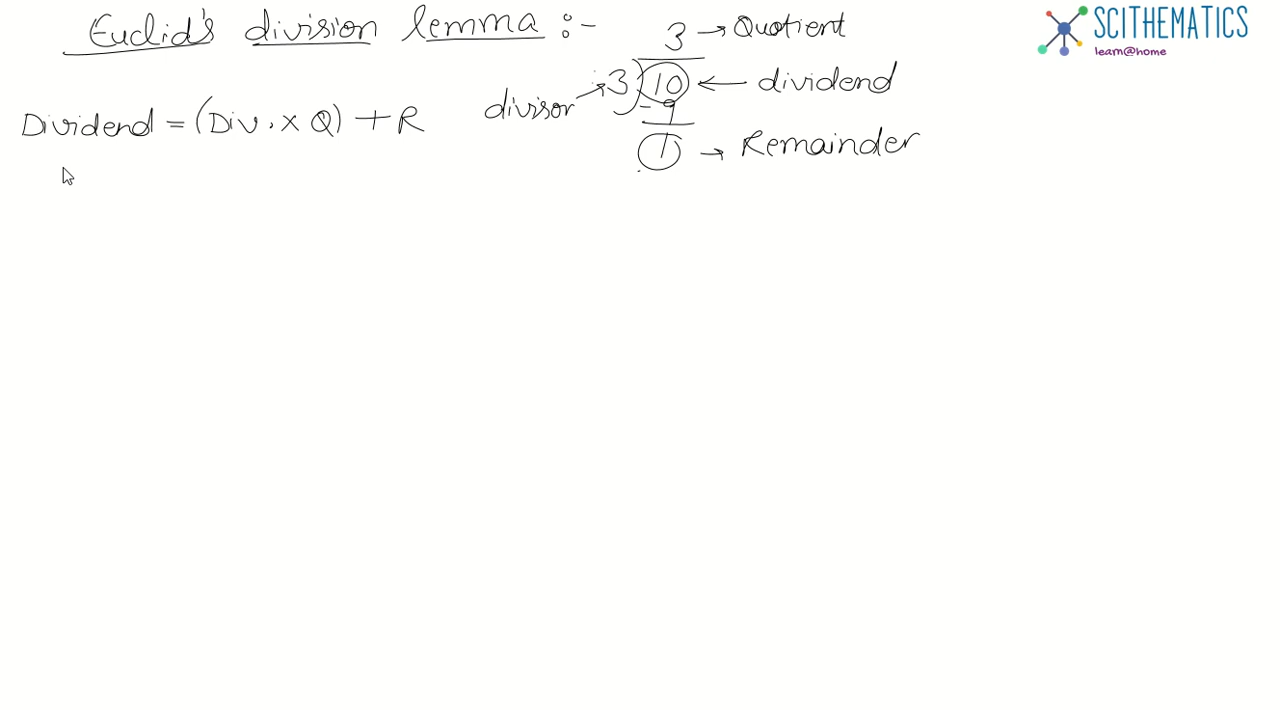 Euclid's division lemma :-
3 → Quotient
divisor → 3)10 ← dividend
- 9
1 → Remainder
Dividend = (Div. × Q) + R
SCITHEMATICS
learn@home